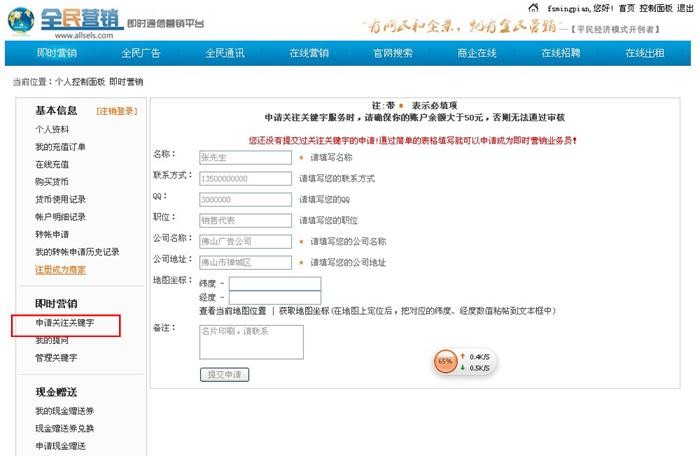 全民营销 即时通信营销平台
www.allsels.com
fsmingpian,您好! 首页 控制面板 退出
【平民经济模式开创者】
即时营销 全民广告 全民通讯 在线营销 官网搜索 商企在线 在线招聘 在线出租
当前位置：个人控制面板 即时营销
基本信息 [注销登录]
个人资料
我的充值订单
在线充值
购买货币
货币使用记录
帐户明细记录
转帐申请
我的转帐申请历史记录
注册成为商家
即时营销
申请关注关键字
我的提问
管理关键字
现金赠送
我的现金赠送券
现金赠送券兑换
申请现金赠送
注:带 * 表示必填项
申请关注关键字服务时，请确保你的账户余额大于50元，否则无法通过审核
您还没有提交过关注关键字的申请!通过简单的表格填写就可以申请成为即时营销业务员!
名称： 张先生 * 请填写名称
联系方式： 13500000000 请填写您的联系方式
QQ： 3000000 请填写您的QQ
职位： 销售代表 请填写您的职位
公司名称： 佛山广告公司 * 请填写您的公司名称
公司地址： 佛山市禅城区 * 请填写您的公司地址
地图坐标： 纬度 -
经度 -
查看当前地图位置 | 获取地图坐标(在地图上定位后，把对应的纬度、经度数值粘帖到文本框中)
备注： 名片印刷，请联系
提交申请
65% ↑ 0.4K/S
↓ 0.5K/S